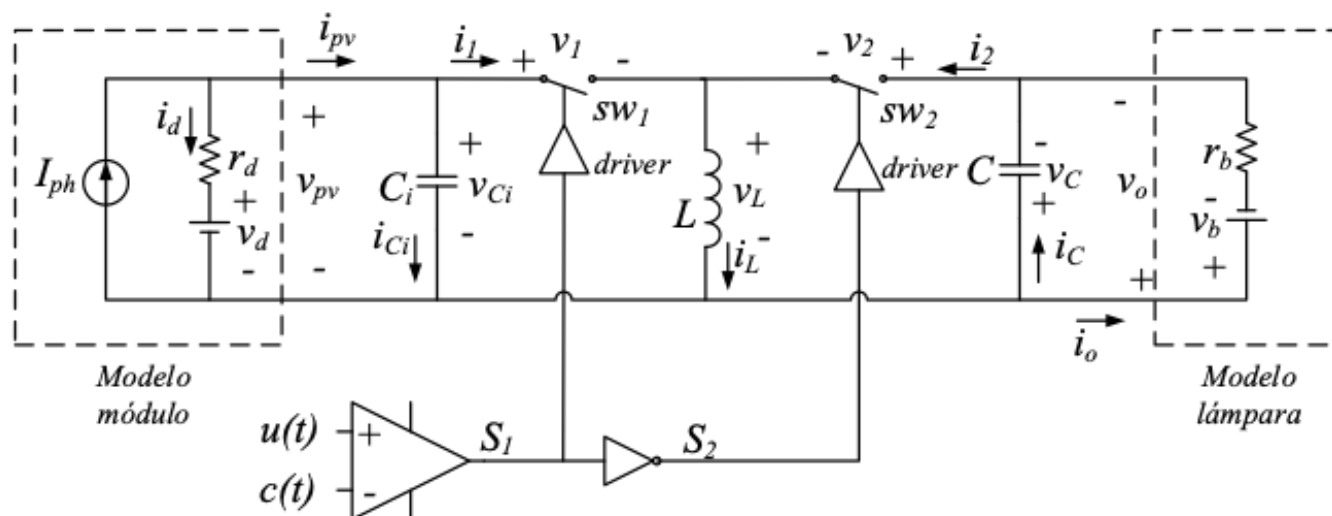 i_pv i_1 + v_1 - - v_2 + i_2
sw_1 sw_2
i_d r_d + + driver + driver - - r_b
I_ph v_pv C_i v_Ci L v_L C v_C v_o -
+ v_d - - i_Ci - i_L - + i_C + v_b +
i_o
Modelo módulo
Modelo lámpara
u(t) + S_1 S_2
c(t) -